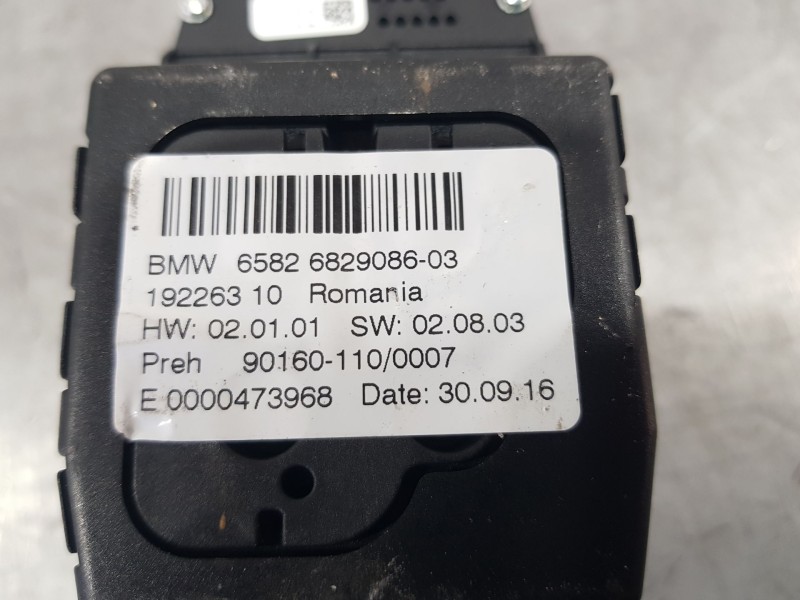 BMW 6582 6829086-03
192263 10 Romania
HW: 02.01.01 SW: 02.08.03
Preh 90160-110/0007
E 0000473968 Date: 30.09.16